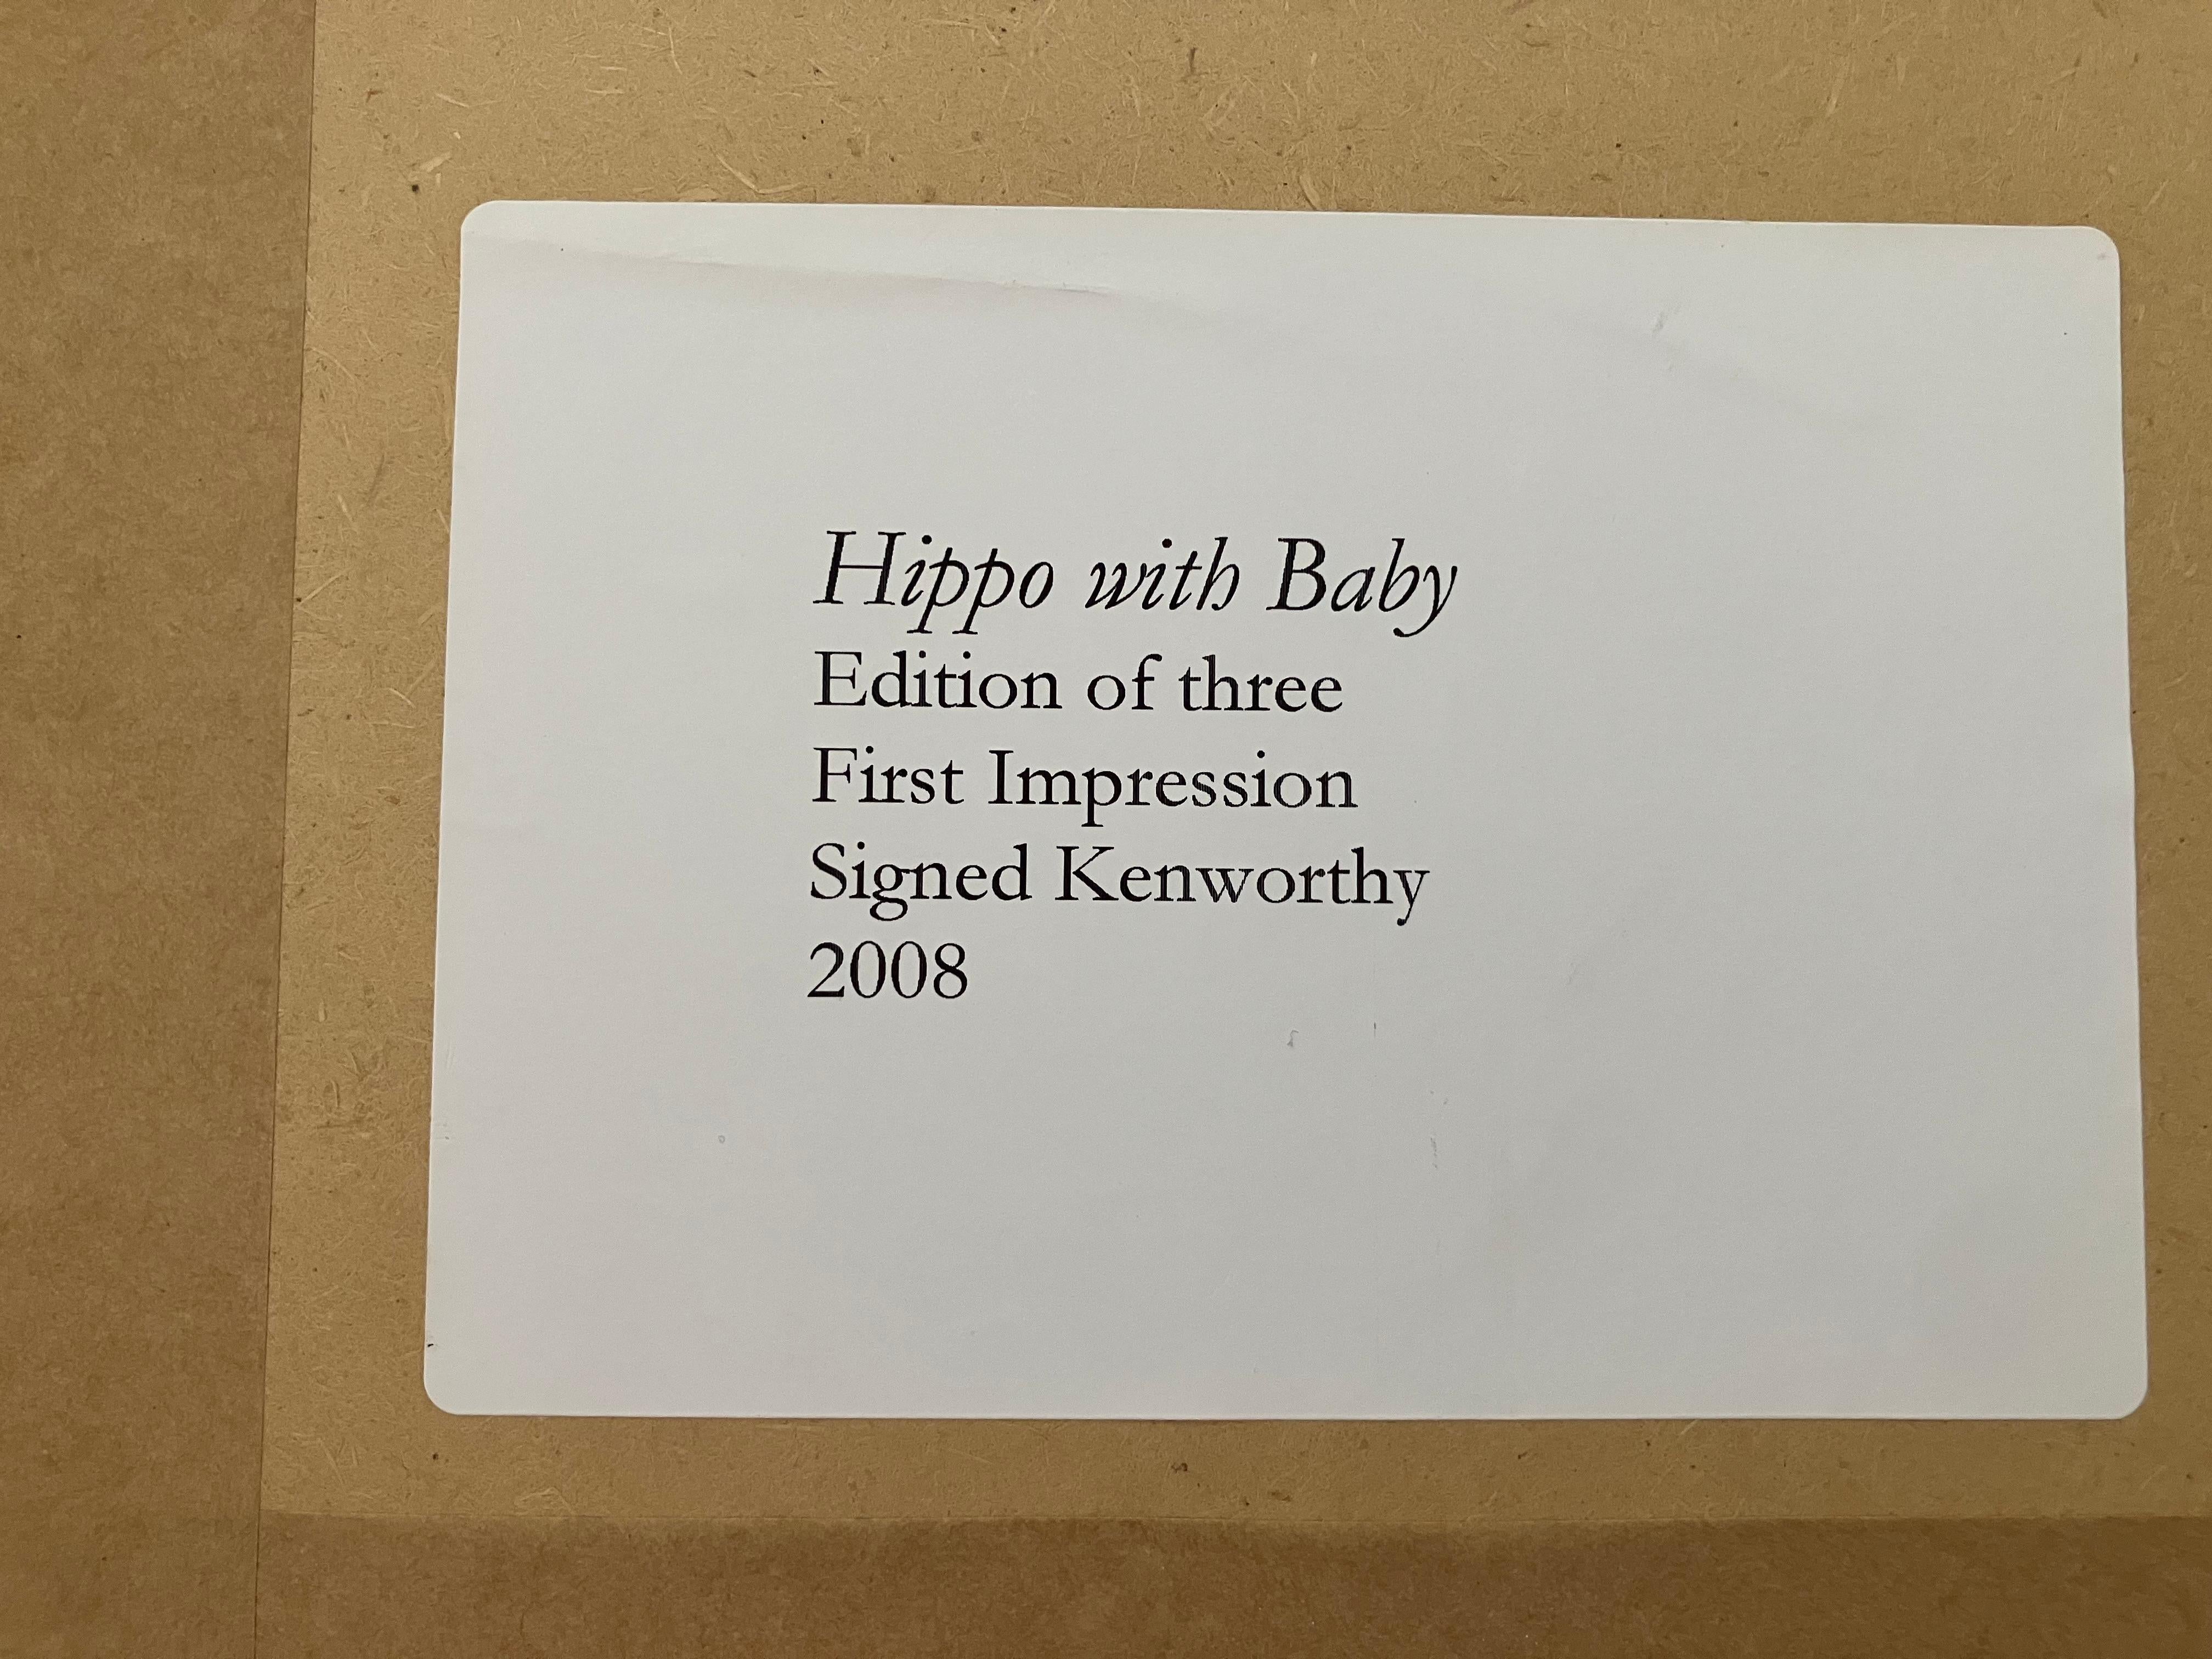 Hippo with Baby
Edition of three
First Impression
Signed Kenworthy
2008